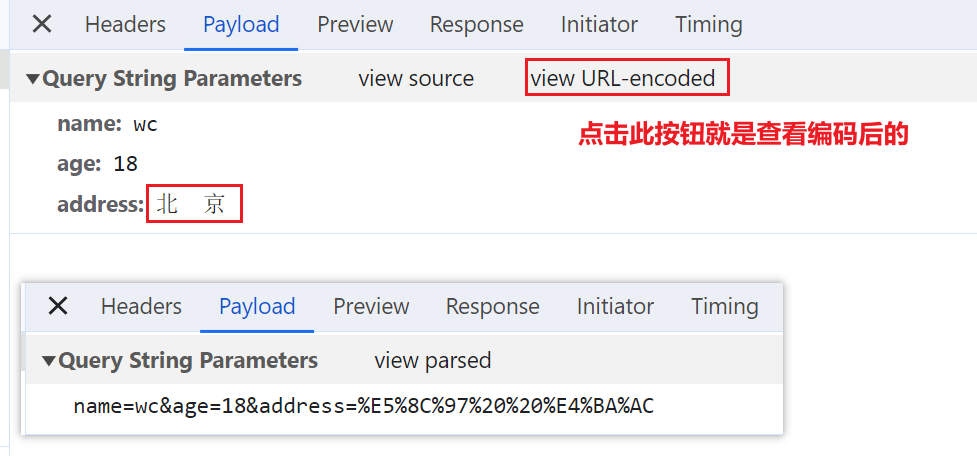 Headers Payload Preview Response Initiator Timing
Query String Parameters view source view URL-encoded
name: wc
点击此按钮就是查看编码后的
age: 18
address: 北  京
Headers Payload Preview Response Initiator Timing
Query String Parameters view parsed
name=wc&age=18&address=%E5%8C%97%20%20%E4%BA%AC